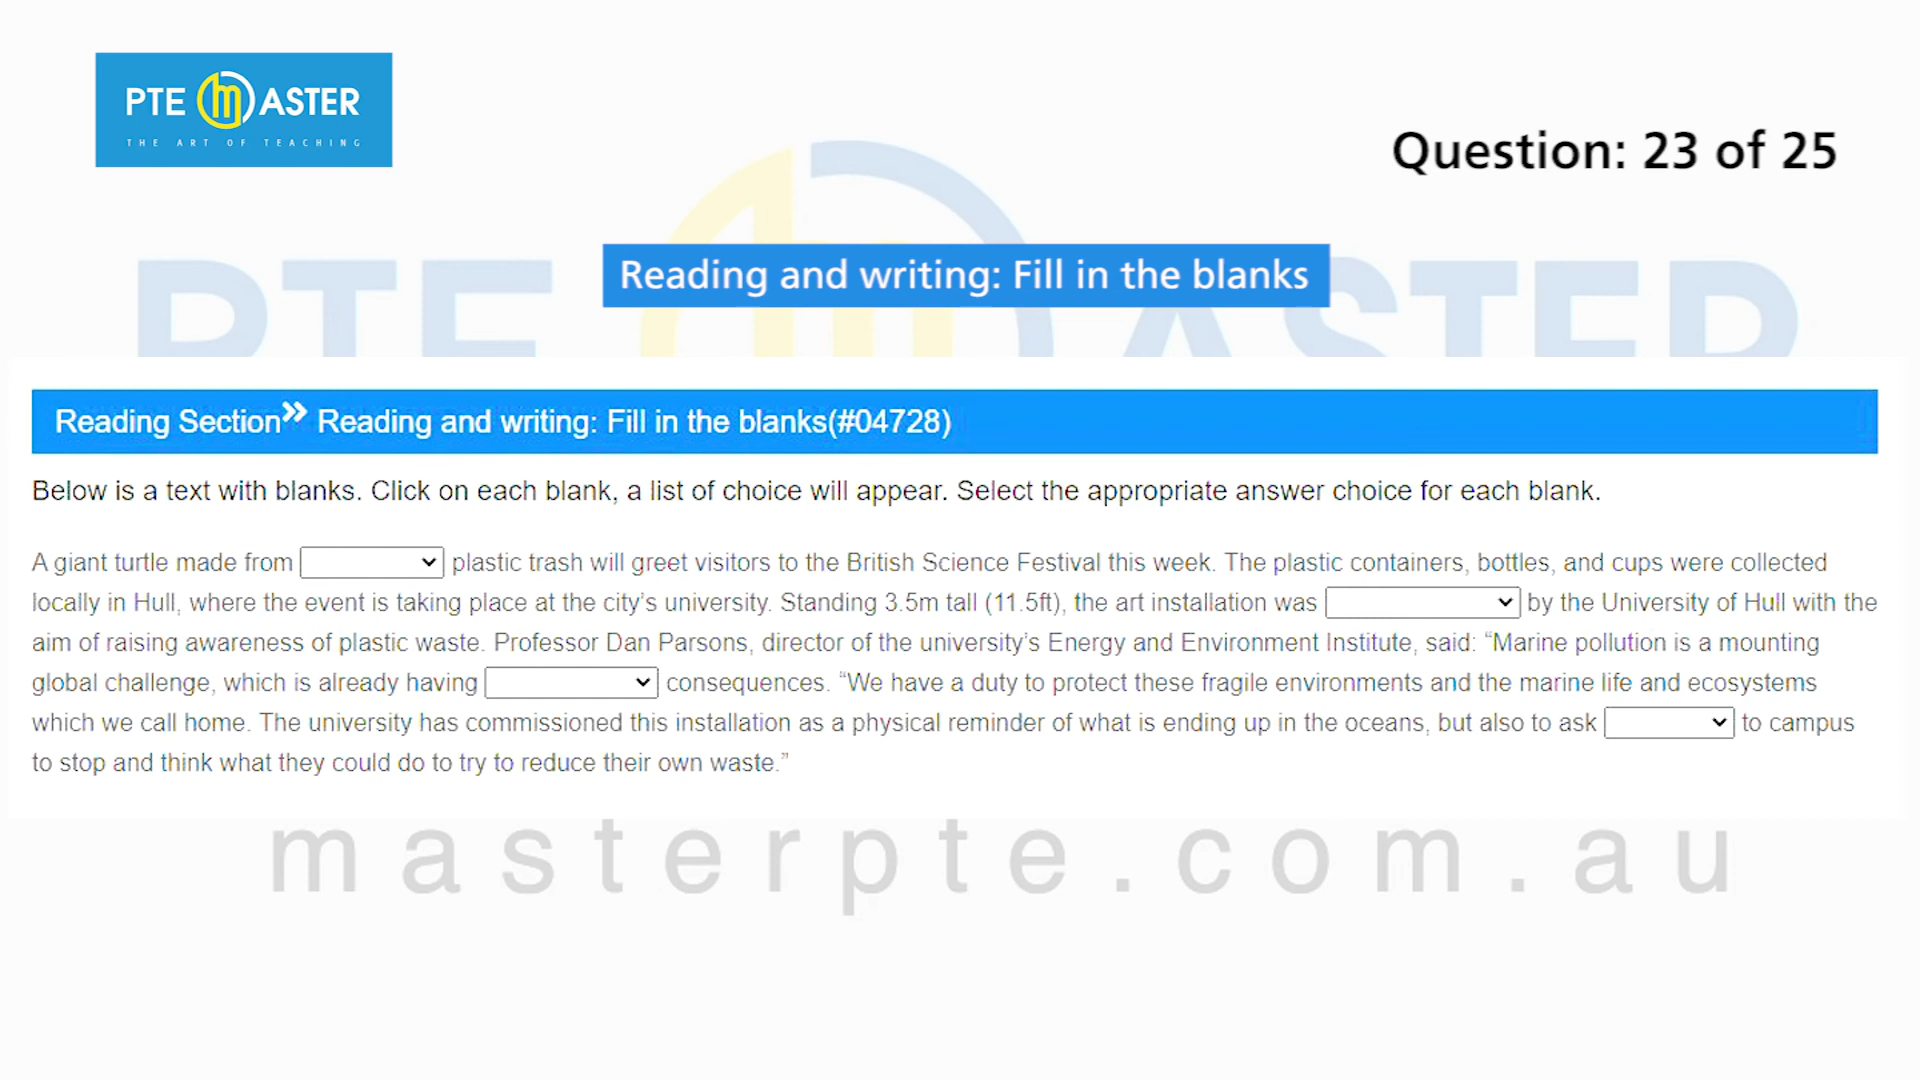 PTE MASTER
THE ART OF TEACHING
Question: 23 of 25
PTE MASTER
Reading and writing: Fill in the blanks
Reading Section» Reading and writing: Fill in the blanks(#04728)
Below is a text with blanks. Click on each blank, a list of choice will appear. Select the appropriate answer choice for each blank.
A giant turtle made from plastic trash will greet visitors to the British Science Festival this week. The plastic containers, bottles, and cups were collected
locally in Hull, where the event is taking place at the city’s university. Standing 3.5m tall (11.5ft), the art installation was by the University of Hull with the
aim of raising awareness of plastic waste. Professor Dan Parsons, director of the university’s Energy and Environment Institute, said: “Marine pollution is a mounting
global challenge, which is already having consequences. “We have a duty to protect these fragile environments and the marine life and ecosystems
which we call home. The university has commissioned this installation as a physical reminder of what is ending up in the oceans, but also to ask to campus
to stop and think what they could do to try to reduce their own waste.”
masterpte.com.au